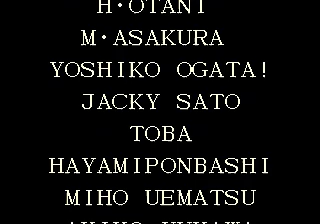 H・OTANI
M・ASAKURA
YOSHIKO OGATA!
JACKY SATO
TOBA
HAYAMIPONBASHI
MIHO UEMATSU